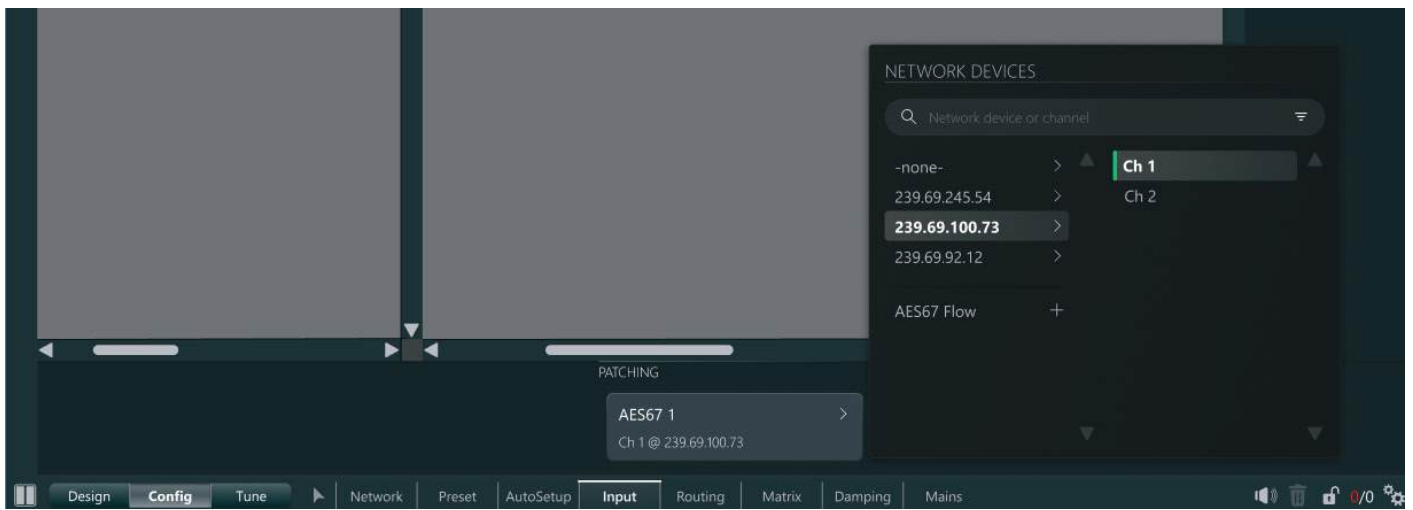 NETWORK DEVICES
Network device or channel
-none-
239.69.245.54
239.69.100.73
239.69.92.12
AES67 Flow
Ch 1
Ch 2
PATCHING
AES67 1
Ch 1 @ 239.69.100.73
Design Config Tune Network Preset AutoSetup Input Routing Matrix Damping Mains 0/0